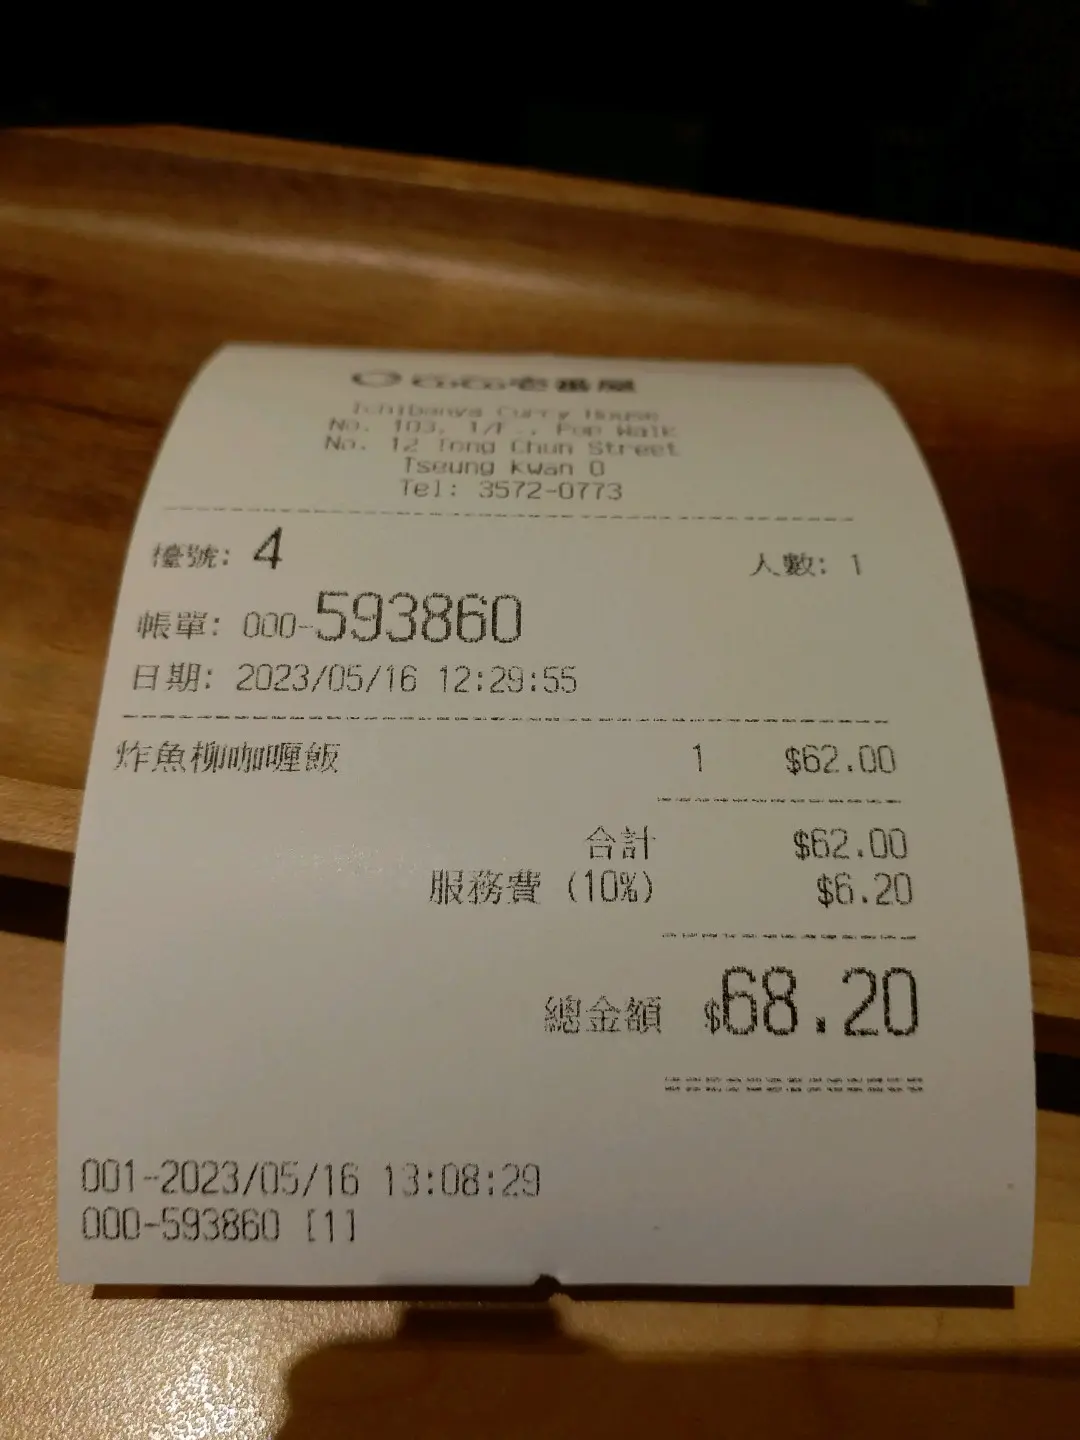 CoCo壱番屋
Ichibanya Curry House
No. 103, 1/F., Pop Walk
No. 12 Tong Chun Street
Tseung Kwan O
Tel: 3572-0773
檯號: 4 人數: 1
帳單: 000-593860
日期: 2023/05/16 12:29:55
炸魚柳咖喱飯 1 $62.00
合計 $62.00
服務費 (10%) $6.20
總金額 $68.20
001-2023/05/16 13:08:29
000-593860 [1]